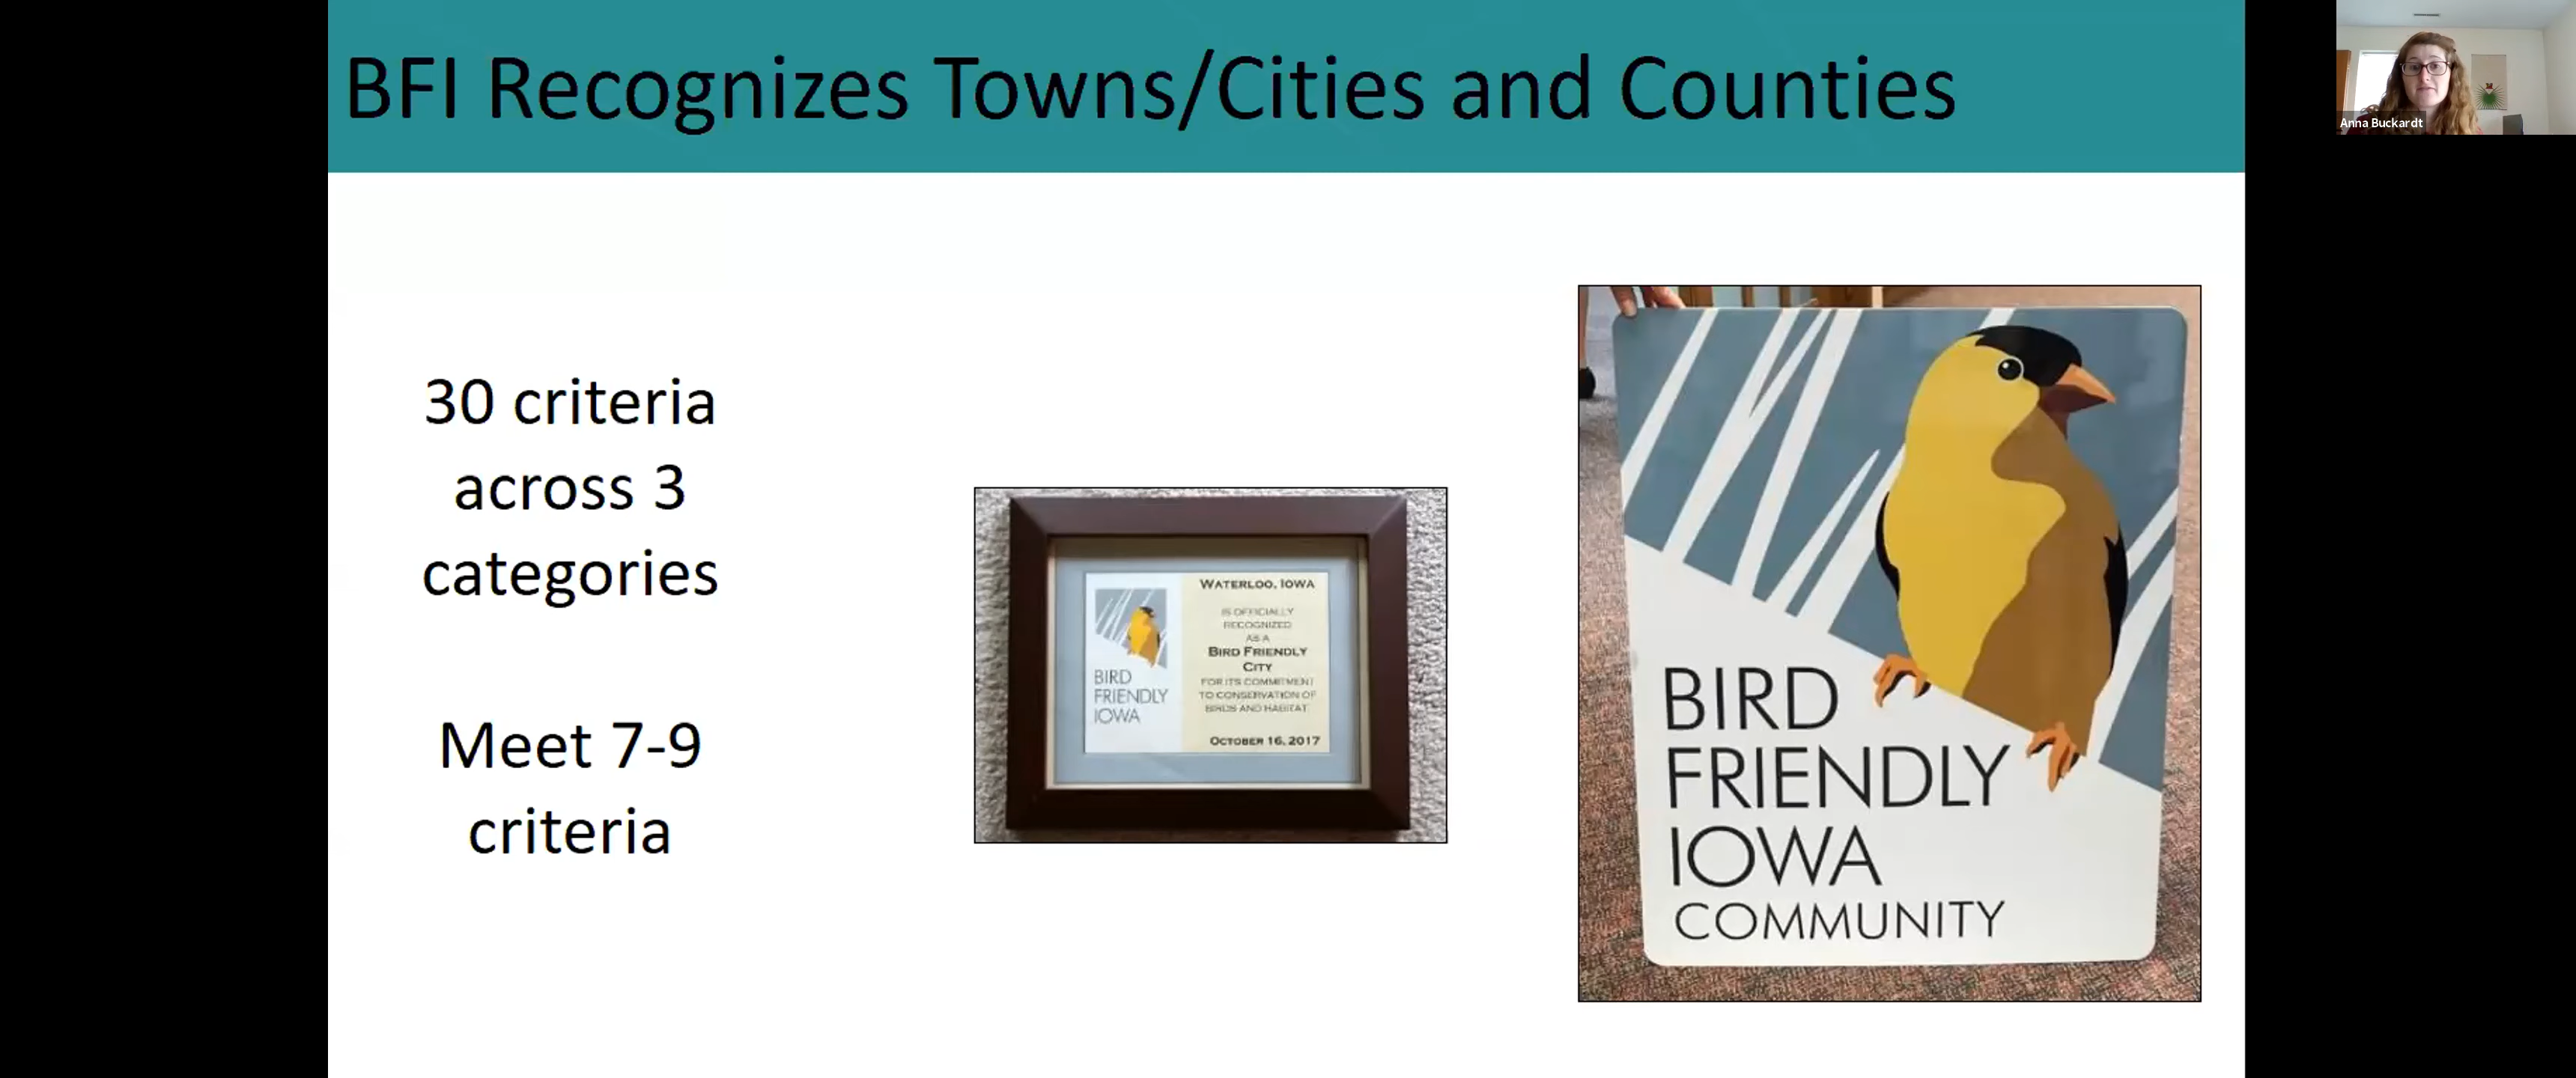 BFI Recognizes Towns/Cities and Counties
Anna Buckardt
30 criteria
across 3
categories
Meet 7-9
criteria
BIRD
FRIENDLY
IOWA
WATERLOO, IOWA
IS OFFICIALLY
RECOGNIZED
AS A
BIRD FRIENDLY
CITY
FOR ITS COMMITMENT
TO CONSERVATION OF
BIRDS AND HABITAT
OCTOBER 16, 2017
BIRD
FRIENDLY
IOWA
COMMUNITY